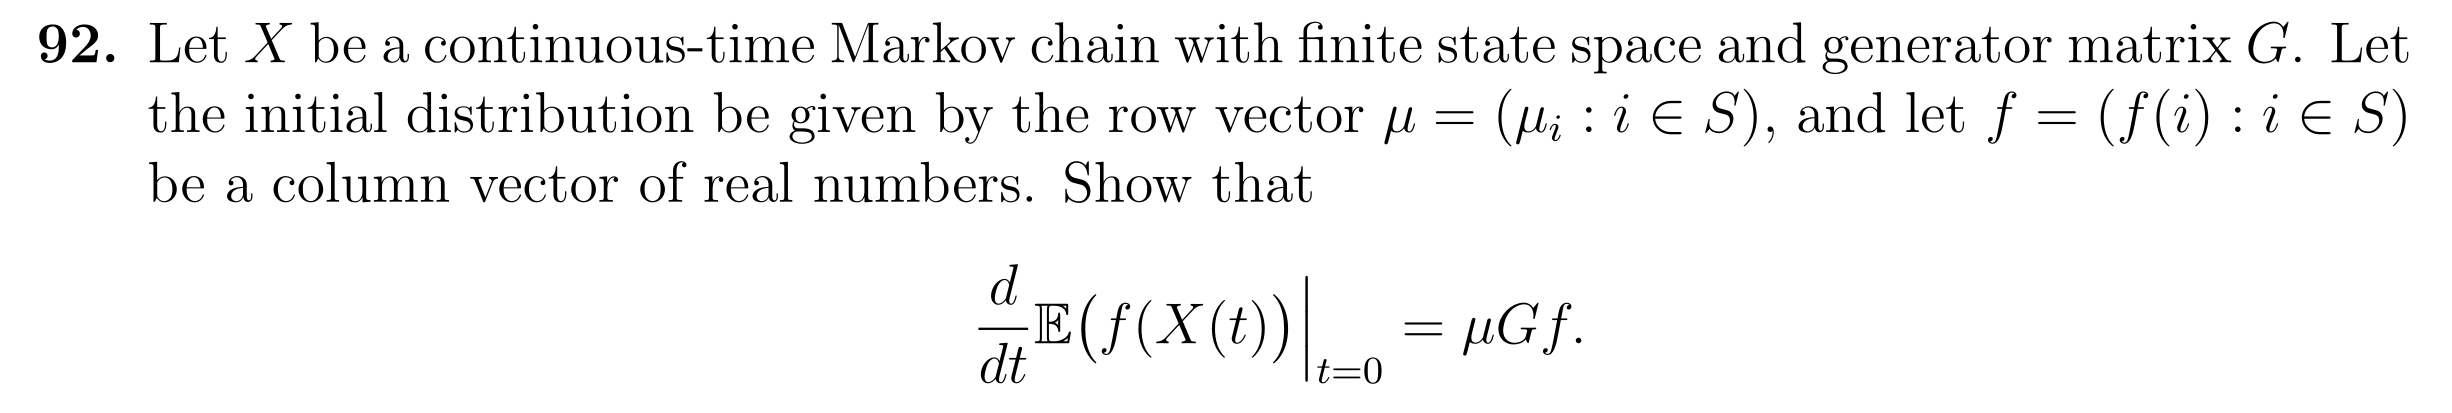 92. Let X be a continuous-time Markov chain with finite state space and generator matrix G. Let
the initial distribution be given by the row vector μ = (μ_i : i ∈ S), and let f = (f(i) : i ∈ S)
be a column vector of real numbers. Show that
d/dt 𝔼(f(X(t))|_{t=0} = μGf.